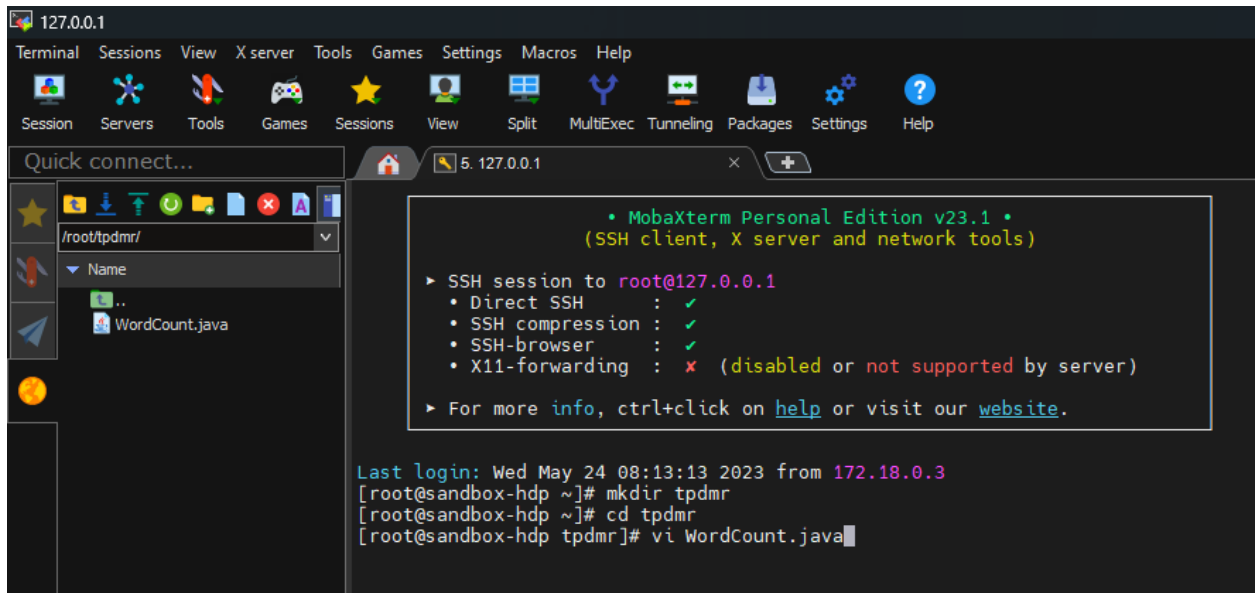 127.0.0.1
Terminal Sessions View X server Tools Games Settings Macros Help
Session Servers Tools Games Sessions View Split MultiExec Tunneling Packages Settings Help
Quick connect...
5. 127.0.0.1
/root/tpdmr/
Name
..
WordCount.java
• MobaXterm Personal Edition v23.1 •
(SSH client, X server and network tools)
➤ SSH session to root@127.0.0.1
• Direct SSH : ✔
• SSH compression : ✔
• SSH-browser : ✔
• X11-forwarding : ✘ (disabled or not supported by server)
➤ For more info, ctrl+click on help or visit our website.
Last login: Wed May 24 08:13:13 2023 from 172.18.0.3
[root@sandbox-hdp ~]# mkdir tpdmr
[root@sandbox-hdp ~]# cd tpdmr
[root@sandbox-hdp tpdmr]# vi WordCount.java